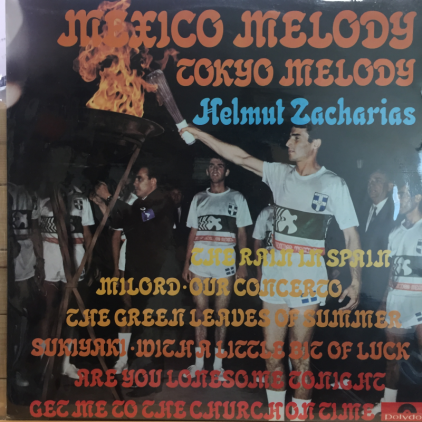 MEXICO MELODY
TOKYO MELODY
Helmut Zacharias
THE RAIN IN SPAIN
MILORD · OUR CONCERTO
THE GREEN LEAVES OF SUMMER
SUKIYAKI · WITH A LITTLE BIT OF LUCK
ARE YOU LONESOME TONIGHT
GET ME TO THE CHURCH ON TIME
Polydor